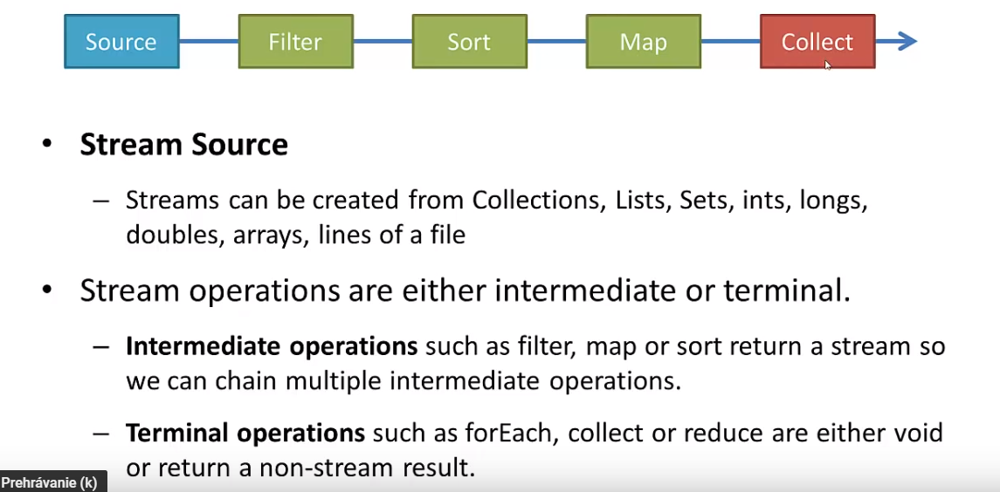 Source
Filter
Sort
Map
Collect
• Stream Source
– Streams can be created from Collections, Lists, Sets, ints, longs,
doubles, arrays, lines of a file
• Stream operations are either intermediate or terminal.
– Intermediate operations such as filter, map or sort return a stream so
we can chain multiple intermediate operations.
– Terminal operations such as forEach, collect or reduce are either void
or return a non-stream result.
Prehrávanie (k)